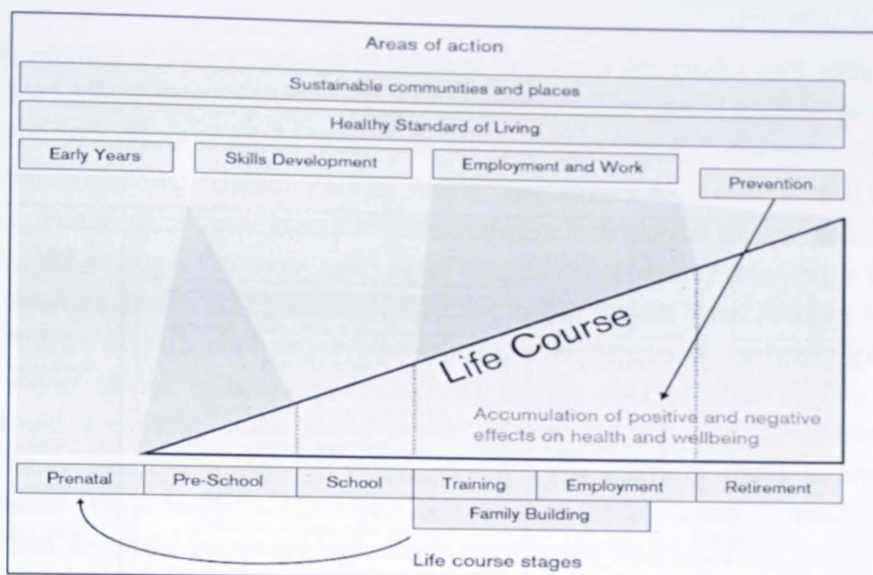 Areas of action
Sustainable communities and places
Healthy Standard of Living
Early Years
Skills Development
Employment and Work
Prevention
Life Course
Accumulation of positive and negative
effects on health and wellbeing
Prenatal
Pre-School
School
Training
Employment
Retirement
Family Building
Life course stages